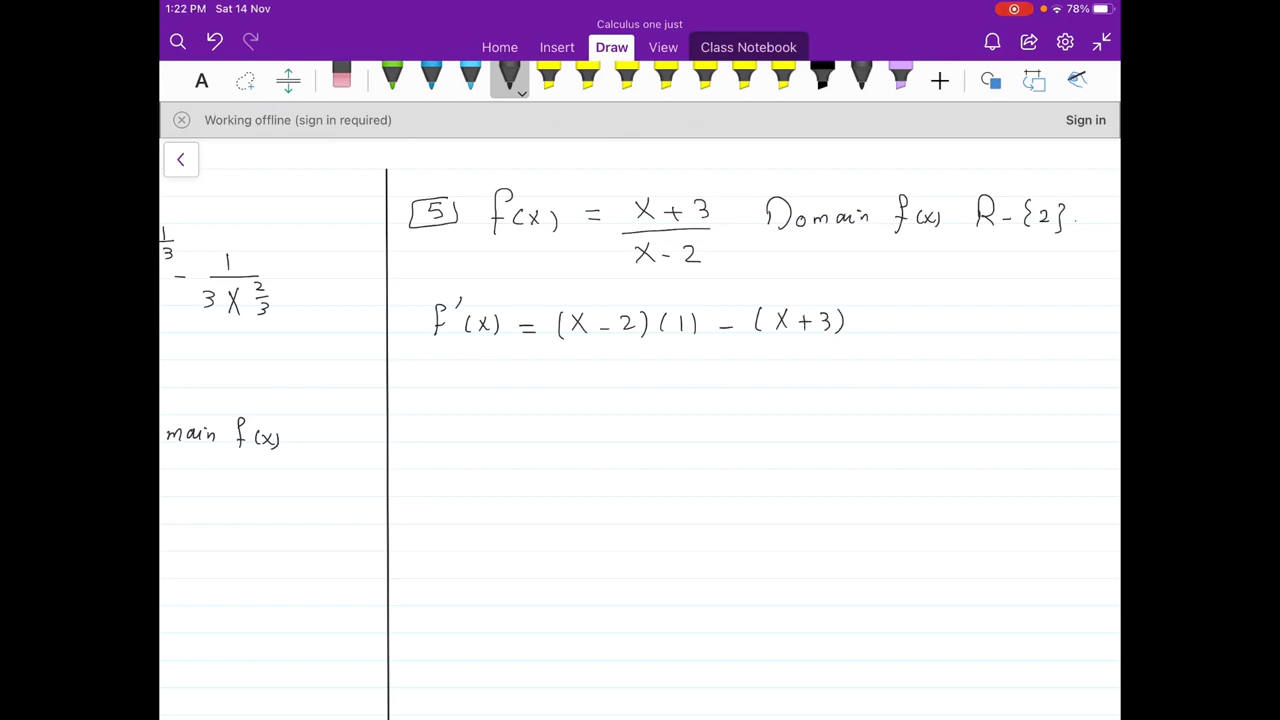 1:22 PM Sat 14 Nov
78%
Calculus one just
Home Insert Draw View Class Notebook
A
Working offline (sign in required) Sign in
[5] f(x) = (x + 3)/(x - 2) Domain f(x) R - {2}.
1/3 - 1/(3 x^(2/3))
f'(x) = (x - 2)(1) - (x + 3)
main f(x)